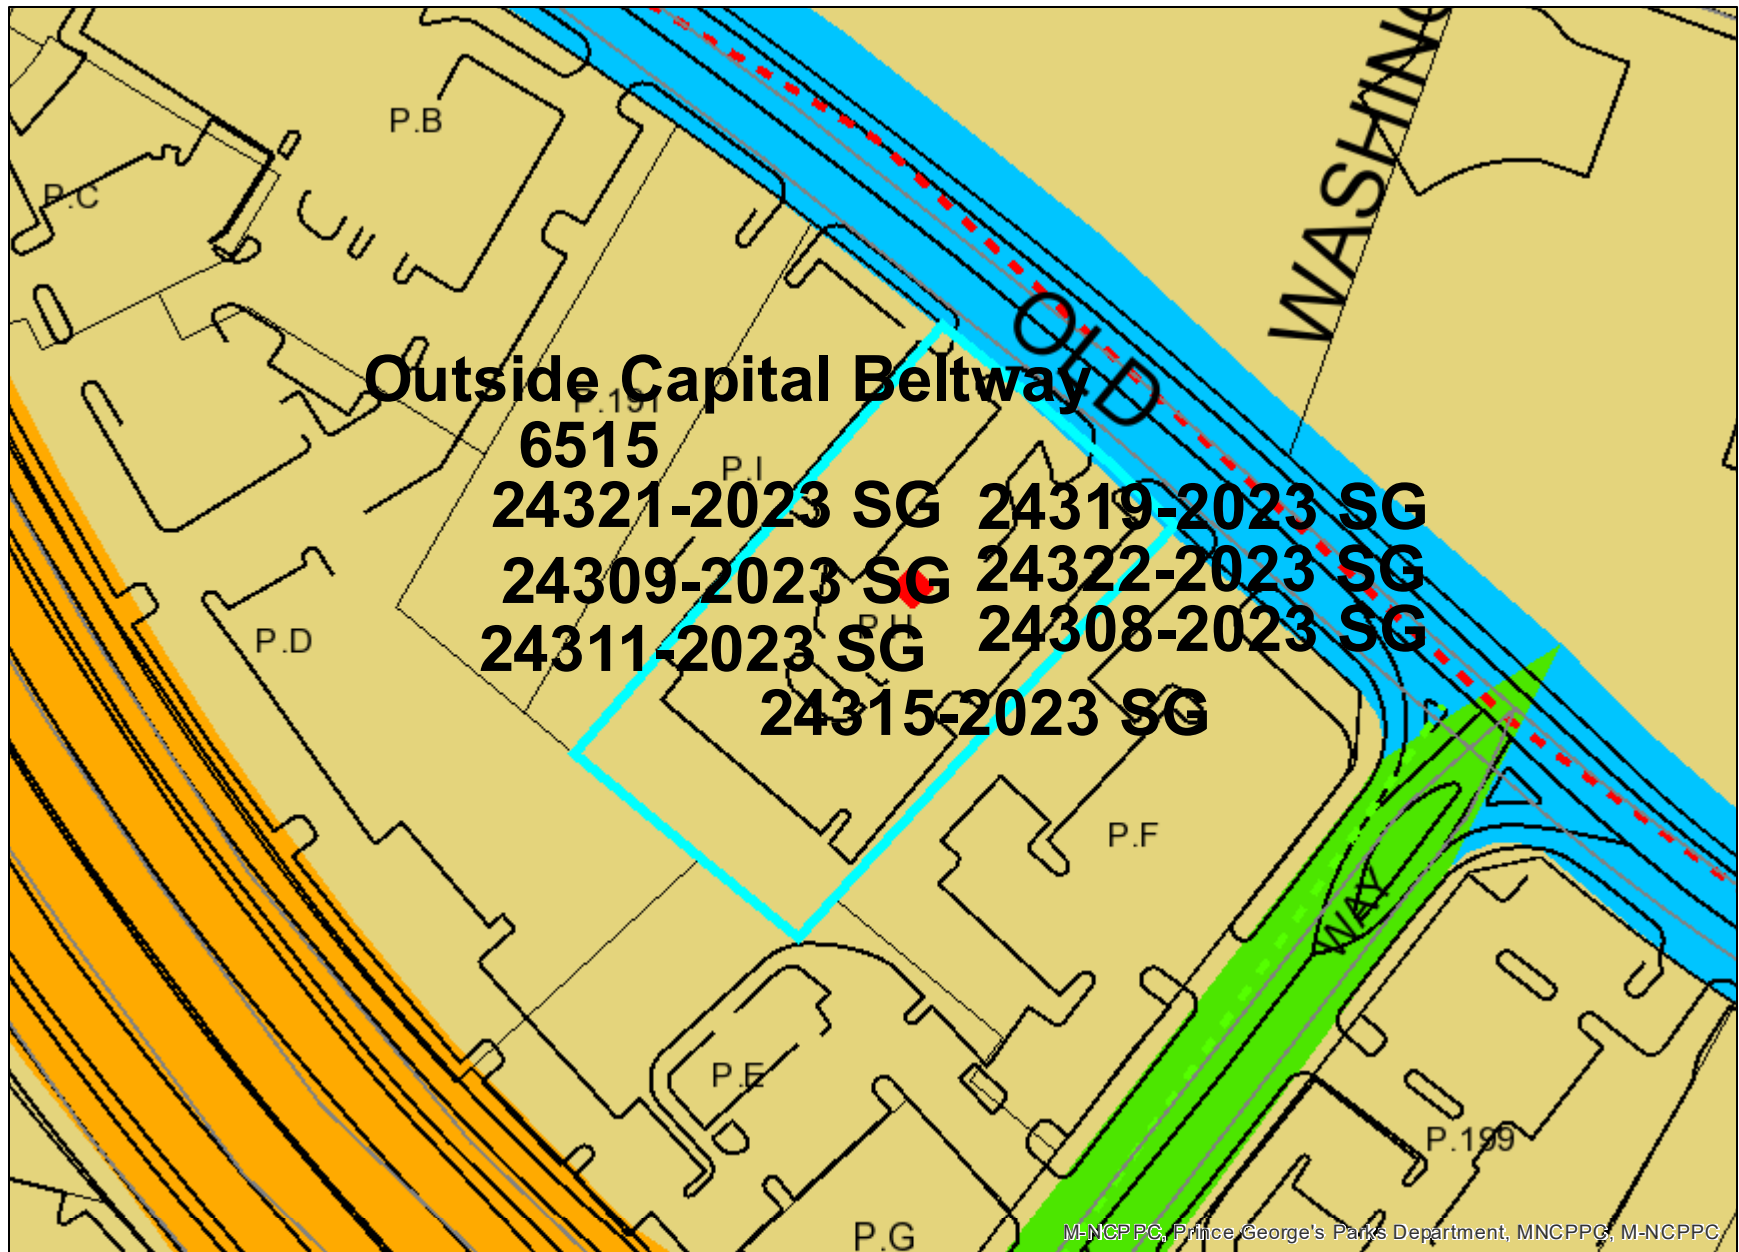 WASHING
P.B
P.C
OLD
Outside Capital Beltway
P.191
6515
P.I
24321-2023 SG
24319-2023 SG
24309-2023 SG
24322-2023 SG
P.H
24308-2023 SG
24311-2023 SG
P.D
24315-2023 SG
P.F
WAY
P.E
P.199
P.G
M-NCPPC, Prince George's Parks Department, MNCPPC, M-NCPPC